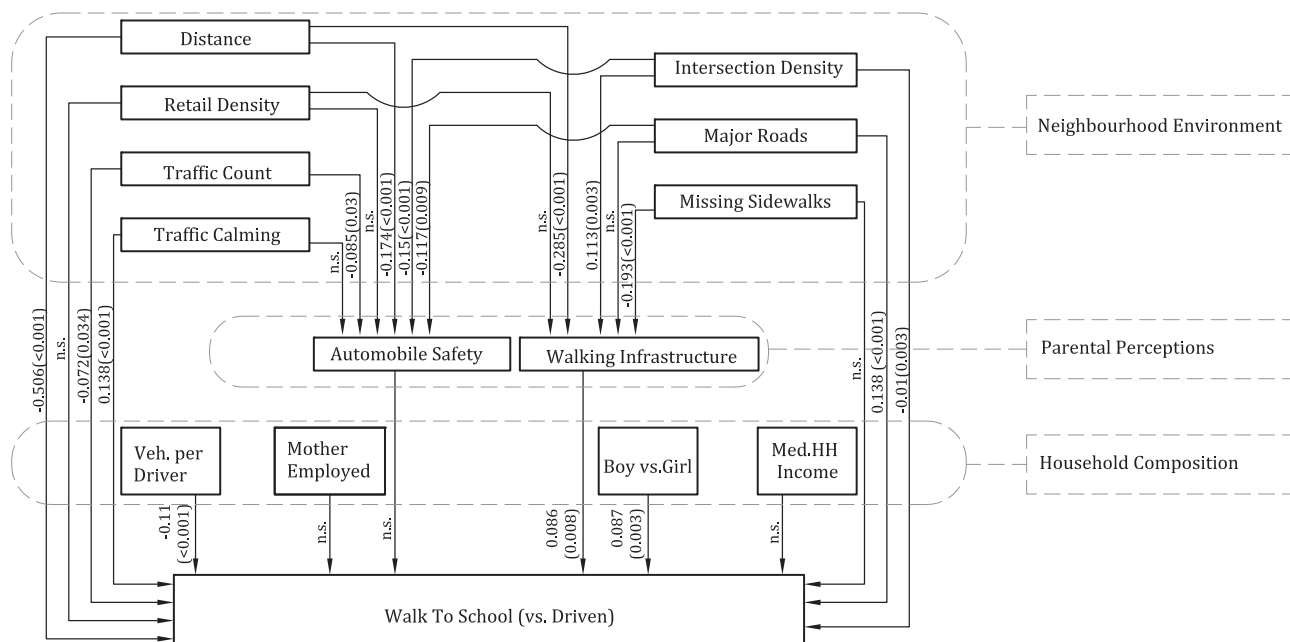 Distance
Intersection Density
Retail Density
Major Roads
Neighbourhood Environment
Traffic Count
Missing Sidewalks
Traffic Calming
n.s.
-0.085(0.03)
n.s.
-0.174(<0.001)
-0.15(<0.001)
-0.117(0.009)
n.s.
-0.285(<0.001)
0.113(0.003)
n.s.
-0.193(<0.001)
-0.506(<0.001)
n.s.
-0.072(0.034)
0.138(<0.001)
n.s.
0.138 (<0.001)
-0.01(0.003)
Automobile Safety
Walking Infrastructure
Parental Perceptions
Veh. per
Driver
Mother
Employed
Boy vs.Girl
Med.HH
Income
Household Composition
-0.11
(<0.001)
n.s.
n.s.
0.086
(0.008)
0.087
(0.003)
n.s.
Walk To School (vs. Driven)